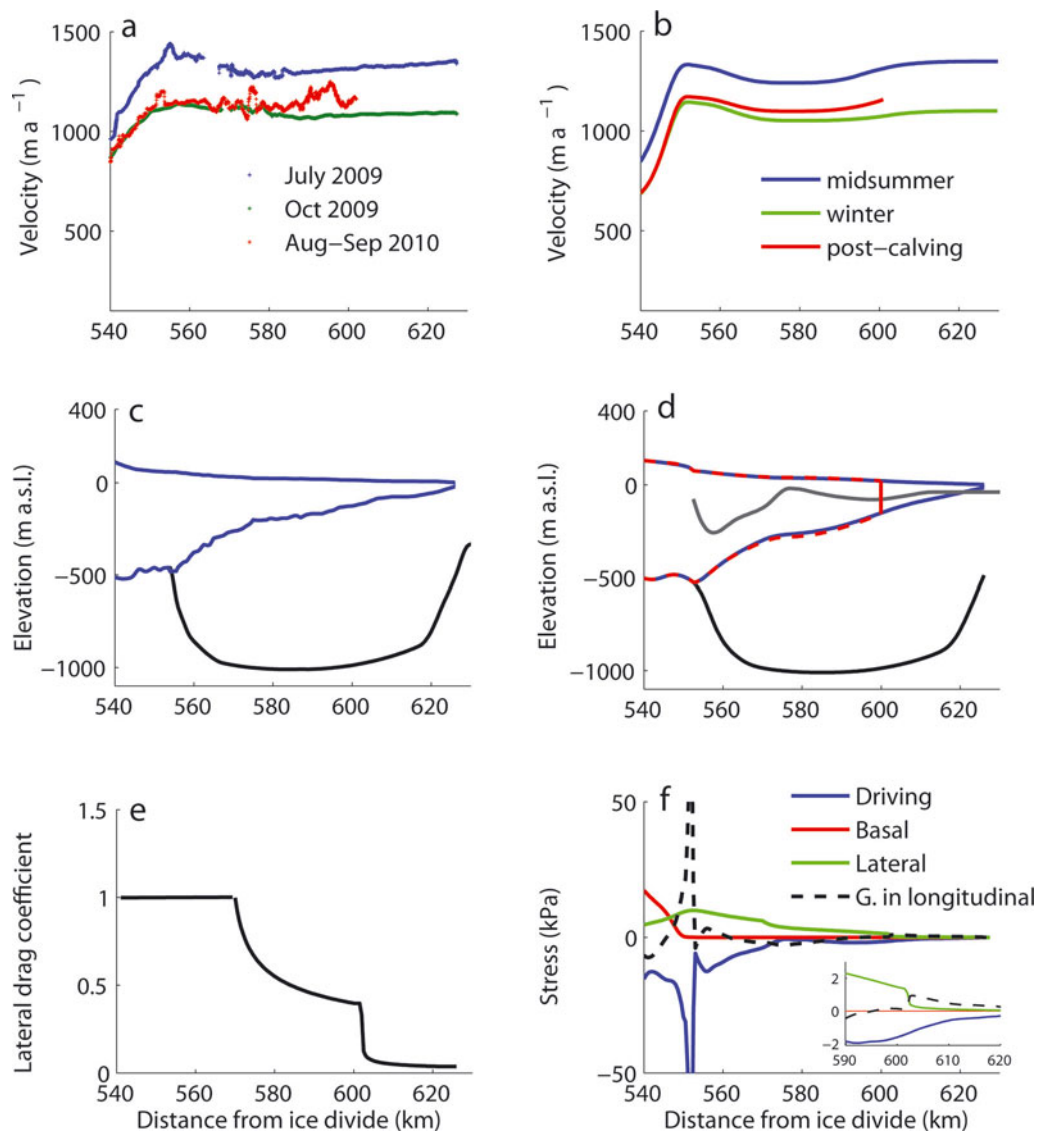 a
1500
1000
500
Velocity (m a⁻¹)
July 2009
Oct 2009
Aug−Sep 2010
540 560 580 600 620
b
1500
1000
500
Velocity (m a⁻¹)
midsummer
winter
post−calving
540 560 580 600 620
c
400
0
−500
−1000
Elevation (m a.s.l.)
540 560 580 600 620
d
400
0
−500
−1000
Elevation (m a.s.l.)
540 560 580 600 620
e
1.5
1
0.5
0
Lateral drag coefficient
540 560 580 600 620
Distance from ice divide (km)
f
50
0
−50
Stress (kPa)
Driving
Basal
Lateral
G. in longitudinal
2
0
−2
590 600 610 620
540 560 580 600 620
Distance from ice divide (km)